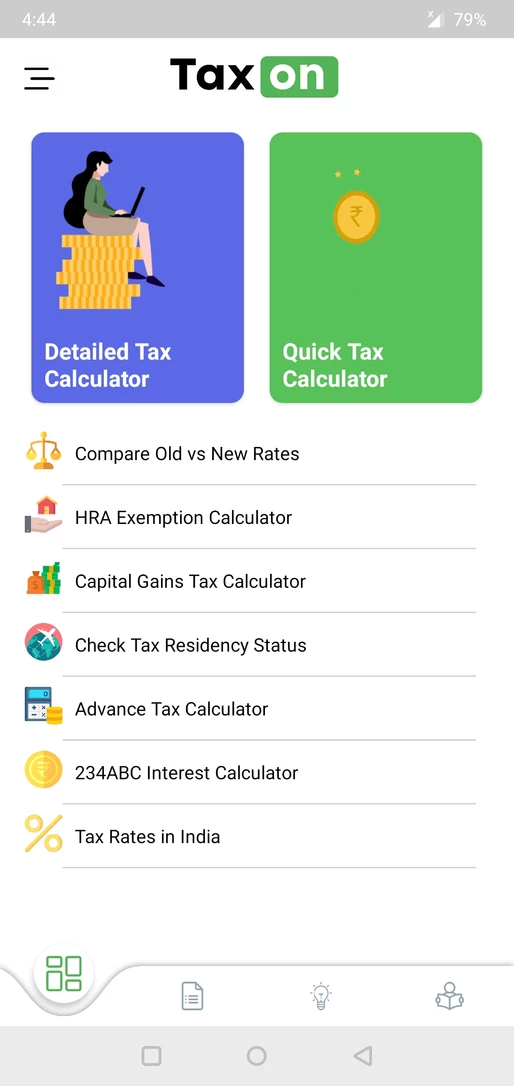 4:44
x
79%
Tax on
Detailed Tax
Calculator
Quick Tax
Calculator
Compare Old vs New Rates
HRA Exemption Calculator
Capital Gains Tax Calculator
Check Tax Residency Status
Advance Tax Calculator
234ABC Interest Calculator
Tax Rates in India